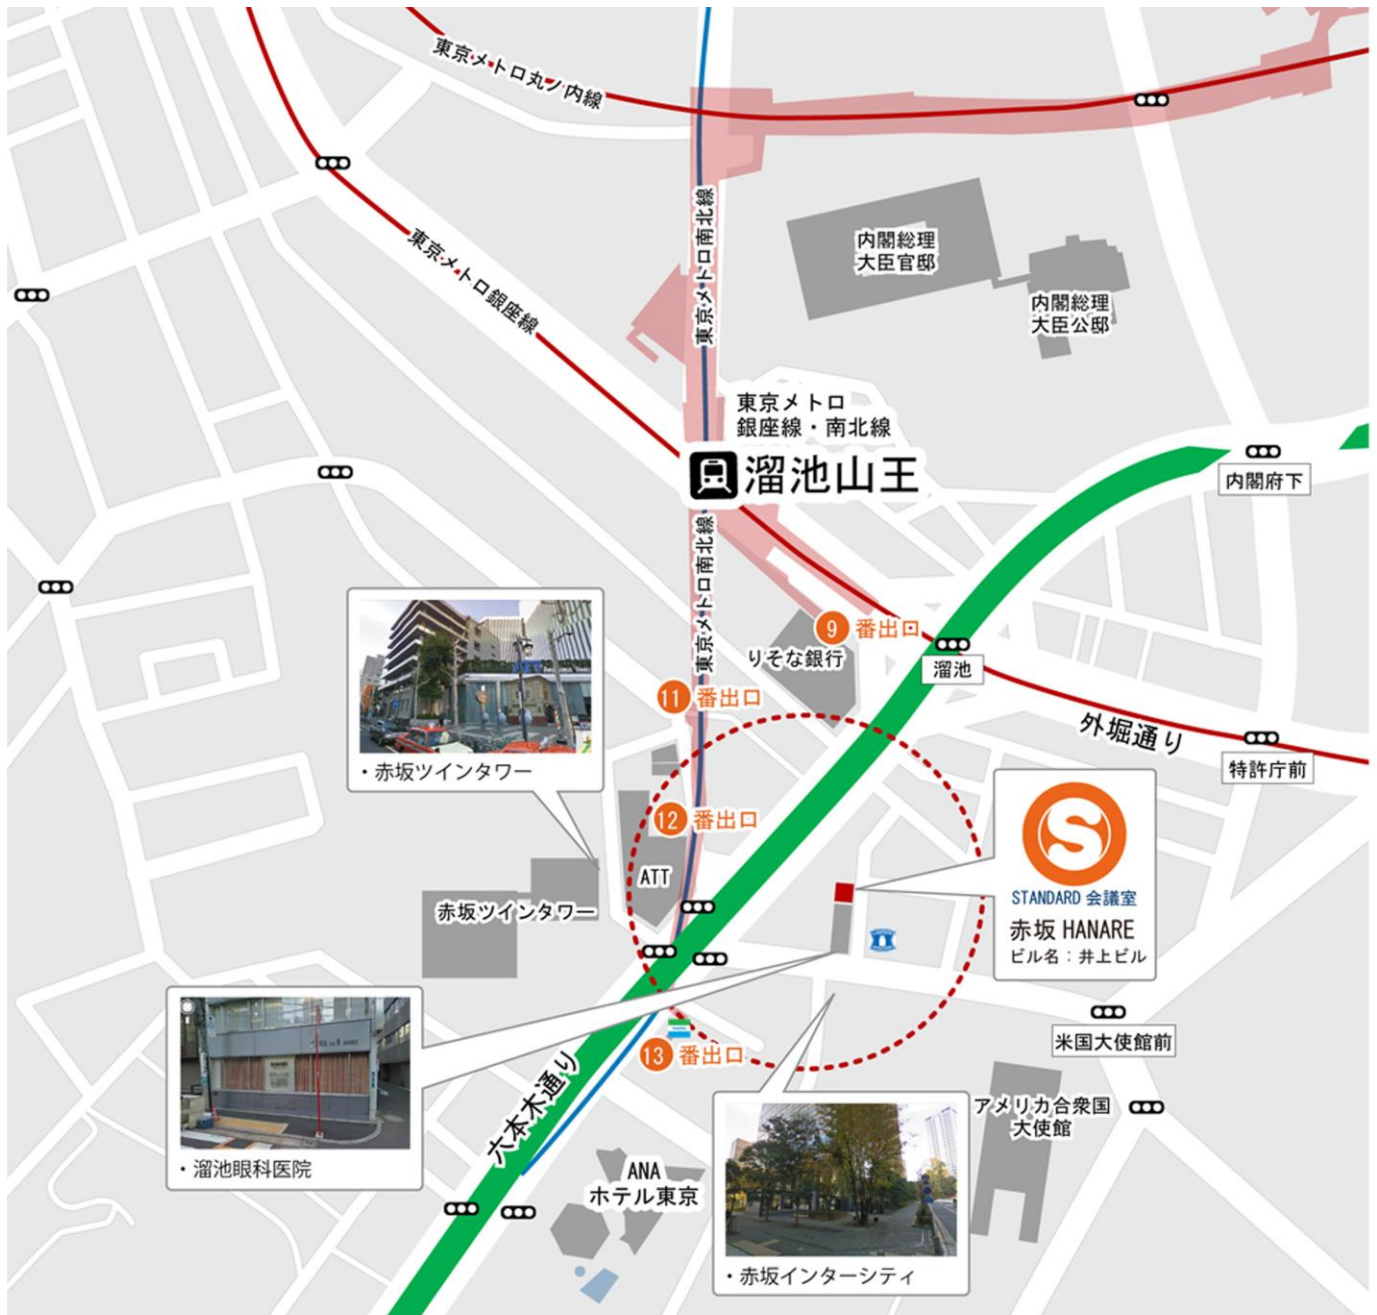 東京メトロ丸ノ内線
東京メトロ南北線
東京メトロ銀座線
内閣総理
大臣官邸
内閣総理
大臣公邸
東京メトロ
銀座線・南北線
溜池山王
内閣府下
東京メトロ南北線
9 番出口
りそな銀行
溜池
11 番出口
外堀通り
特許庁前
・赤坂ツインタワー
12 番出口
ATT
赤坂ツインタワー
S
STANDARD 会議室
赤坂 HANARE
ビル名：井上ビル
米国大使館前
13 番出口
六本木通り
アメリカ合衆国
大使館
・溜池眼科医院
ANA
ホテル東京
・赤坂インターシティ